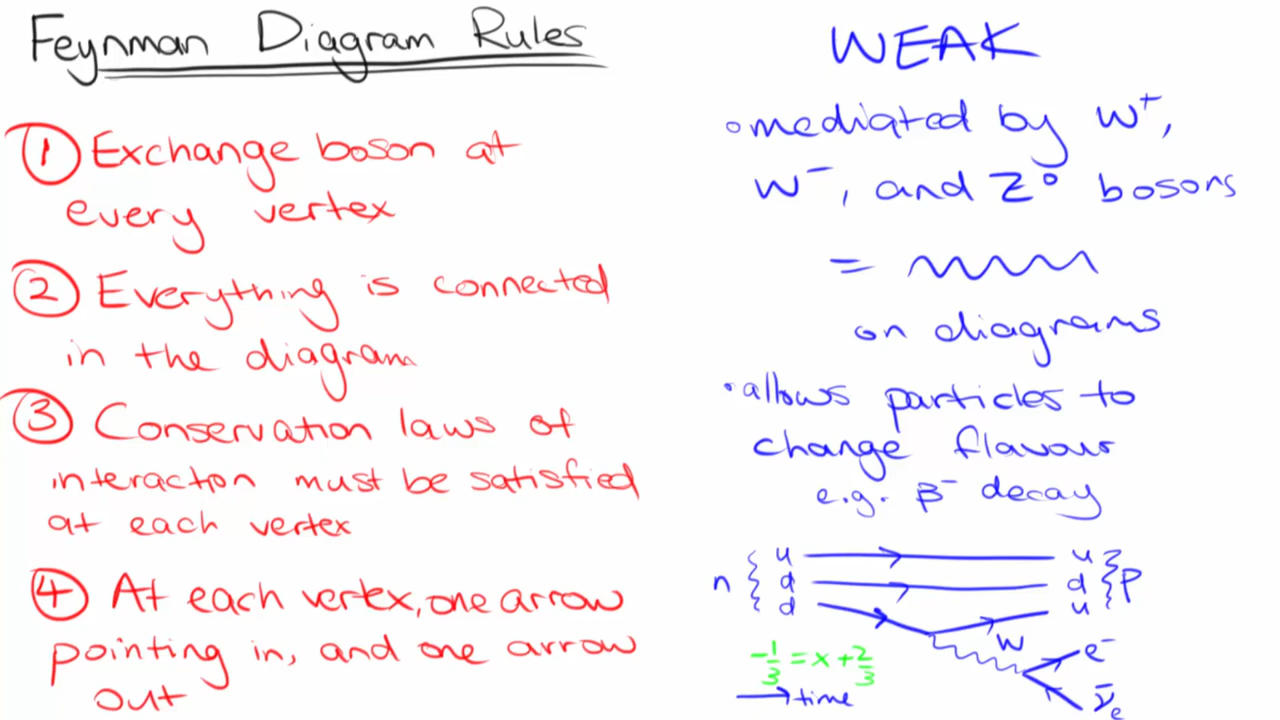 Feynman Diagram Rules
① Exchange boson at
every vertex
② Everything is connected
in the diagram
③ Conservation laws of
interaction must be satisfied
at each vertex
④ At each vertex, one arrow
pointing in, and one arrow
out
WEAK
• mediated by W⁺,
W⁻, and Z⁰ bosons
= 
on diagrams
• allows particles to
change flavour
e.g. β⁻ decay
u u
n { d d } p
d u
W
e⁻
ν̄e
-1/3 = x + 2/3
→ time